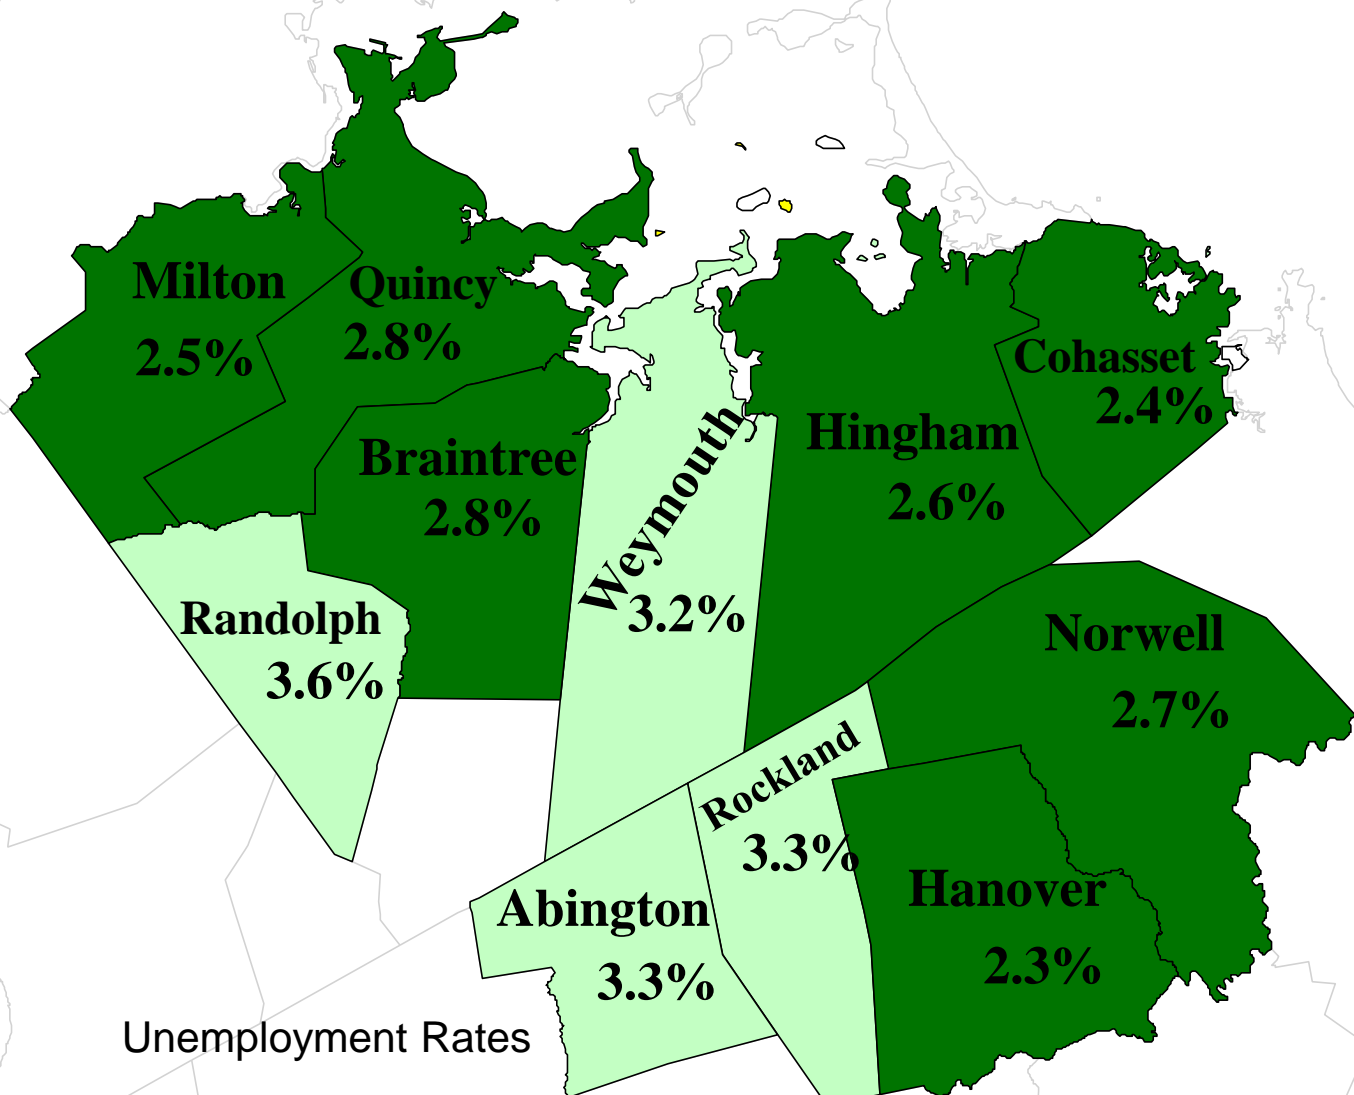 Milton
2.5%
Quincy
2.8%
Braintree
2.8%
Weymouth
3.2%
Hingham
2.6%
Cohasset
2.4%
Randolph
3.6%
Norwell
2.7%
Rockland
3.3%
Abington
3.3%
Hanover
2.3%
Unemployment Rates